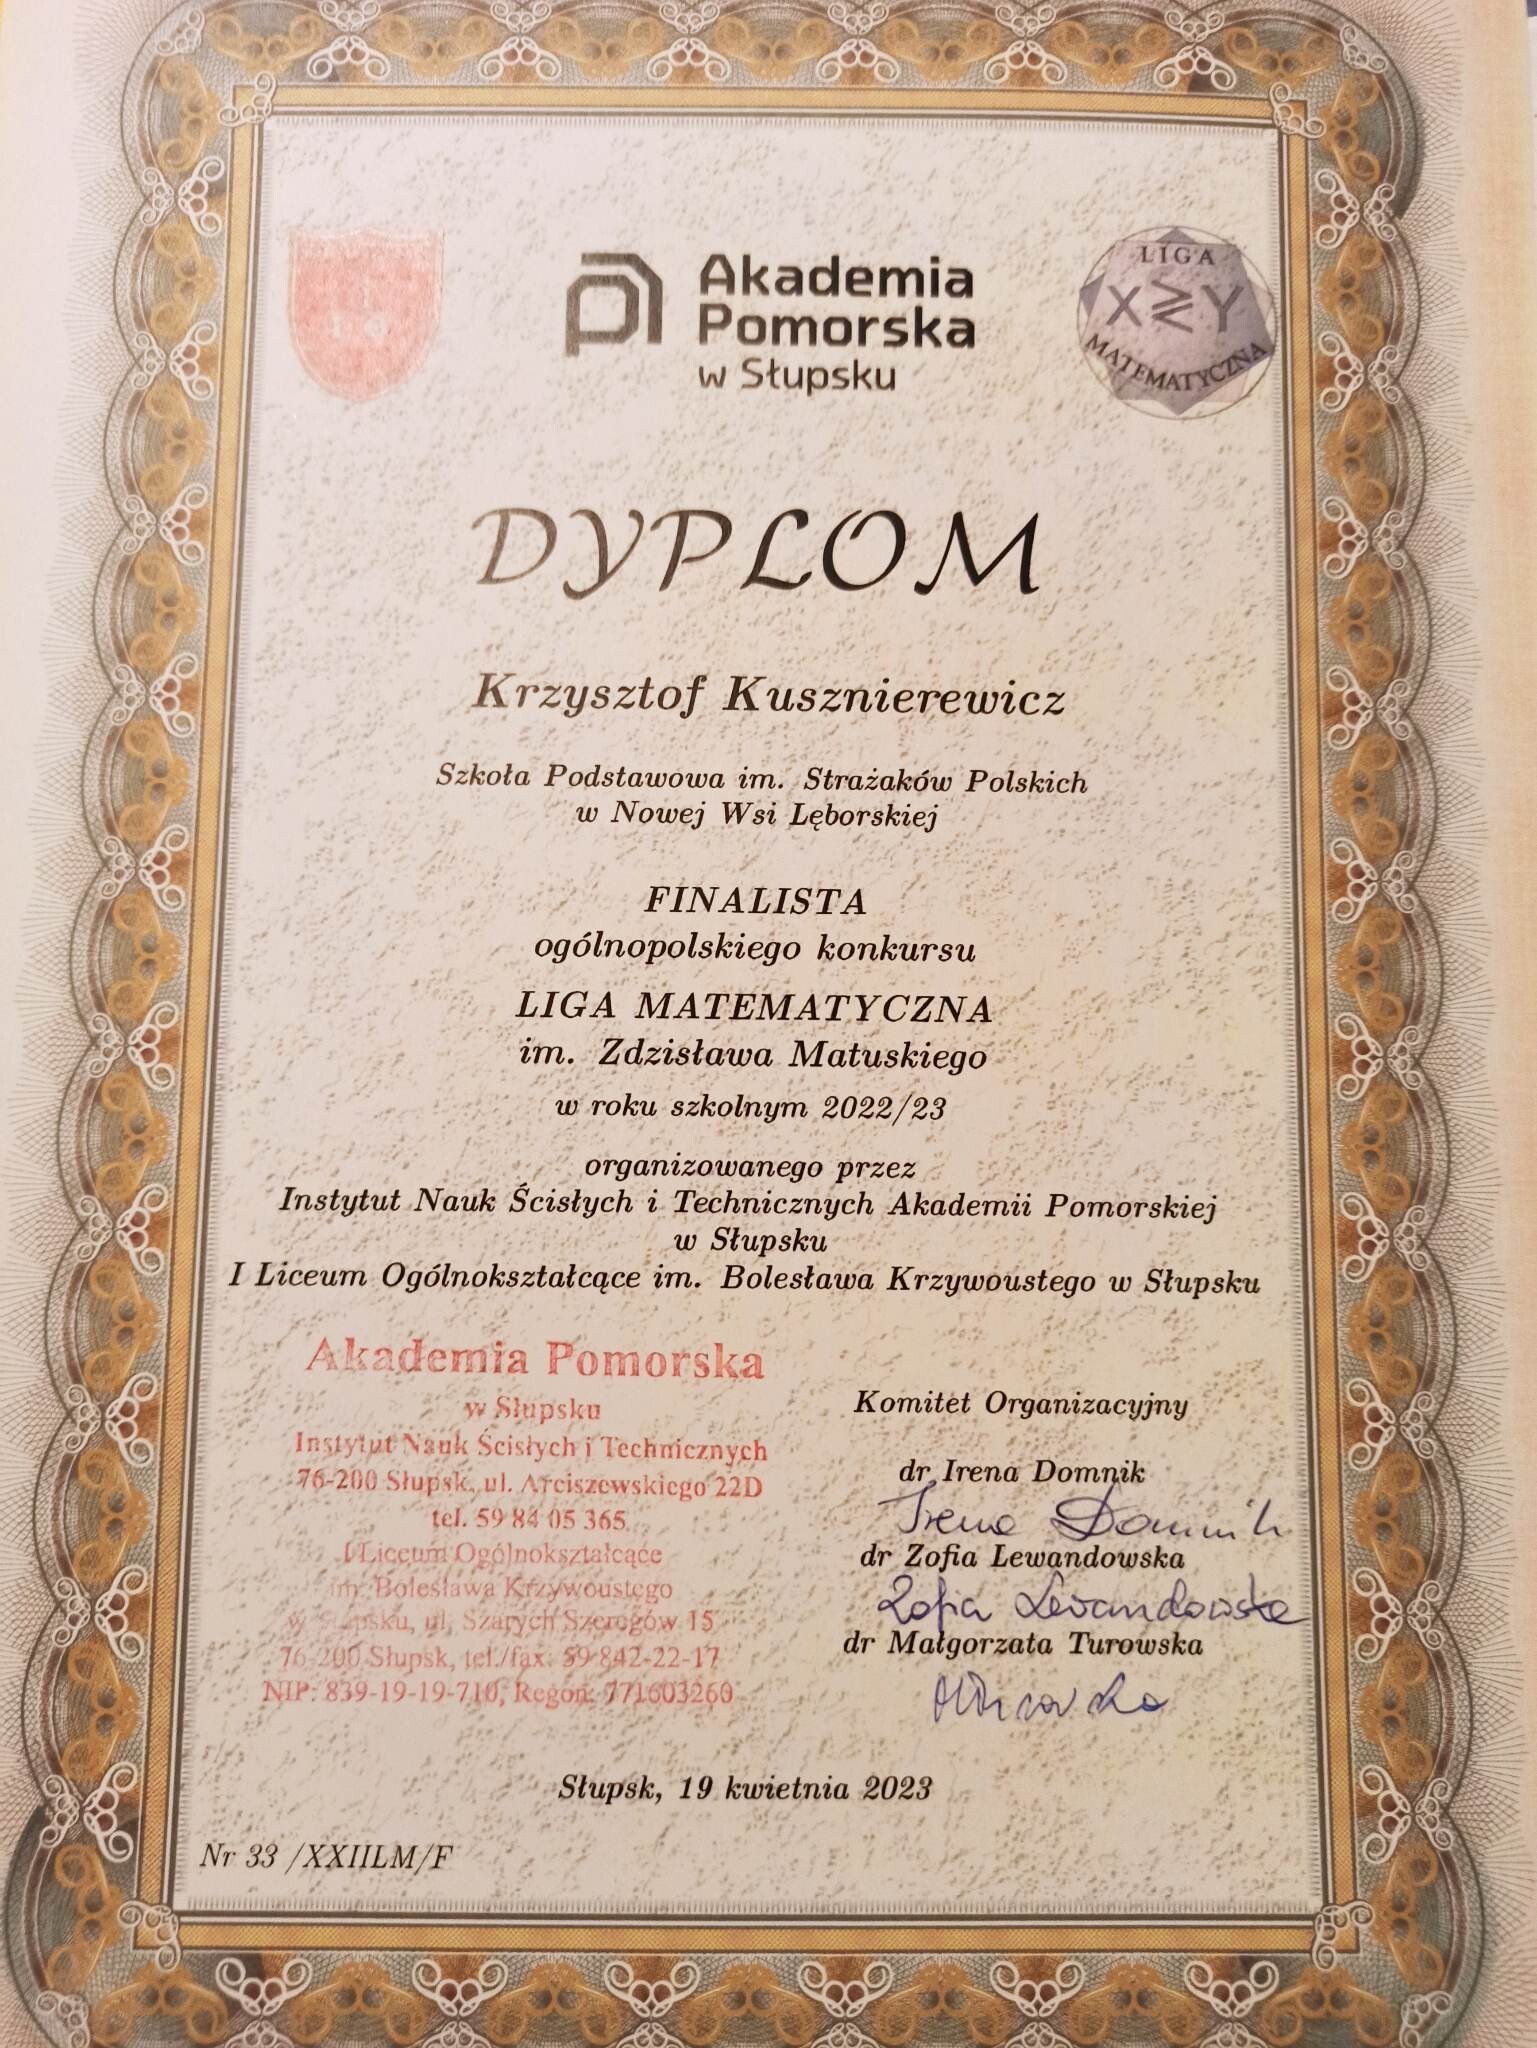 Akademia
Pomorska
w Słupsku
LIGA
X Y
MATEMATYCZNA
DYPLOM
Krzysztof Kusznierewicz
Szkoła Podstawowa im. Strażaków Polskich
w Nowej Wsi Lęborskiej
FINALISTA
ogólnopolskiego konkursu
LIGA MATEMATYCZNA
im. Zdzisława Matuskiego
w roku szkolnym 2022/23
organizowanego przez
Instytut Nauk Ścisłych i Technicznych Akademii Pomorskiej
w Słupsku
I Liceum Ogólnokształcące im. Bolesława Krzywoustego w Słupsku
Akademia Pomorska
w Słupsku
Instytut Nauk Ścisłych i Technicznych
76-200 Słupsk, ul. Arciszewskiego 22D
tel. 59 84 05 365
I Liceum Ogólnokształcące
im. Bolesława Krzywoustego
w Słupsku, ul. Szarych Szeregów 15
76-200 Słupsk, tel./fax: 59 842-22-17
NIP: 839-19-19-710, Regon: 771603260
Komitet Organizacyjny
dr Irena Domnik
Irena Domnik
dr Zofia Lewandowska
Zofia Lewandowska
dr Małgorzata Turowska
Słupsk, 19 kwietnia 2023
Nr 33 /XXIILM/F